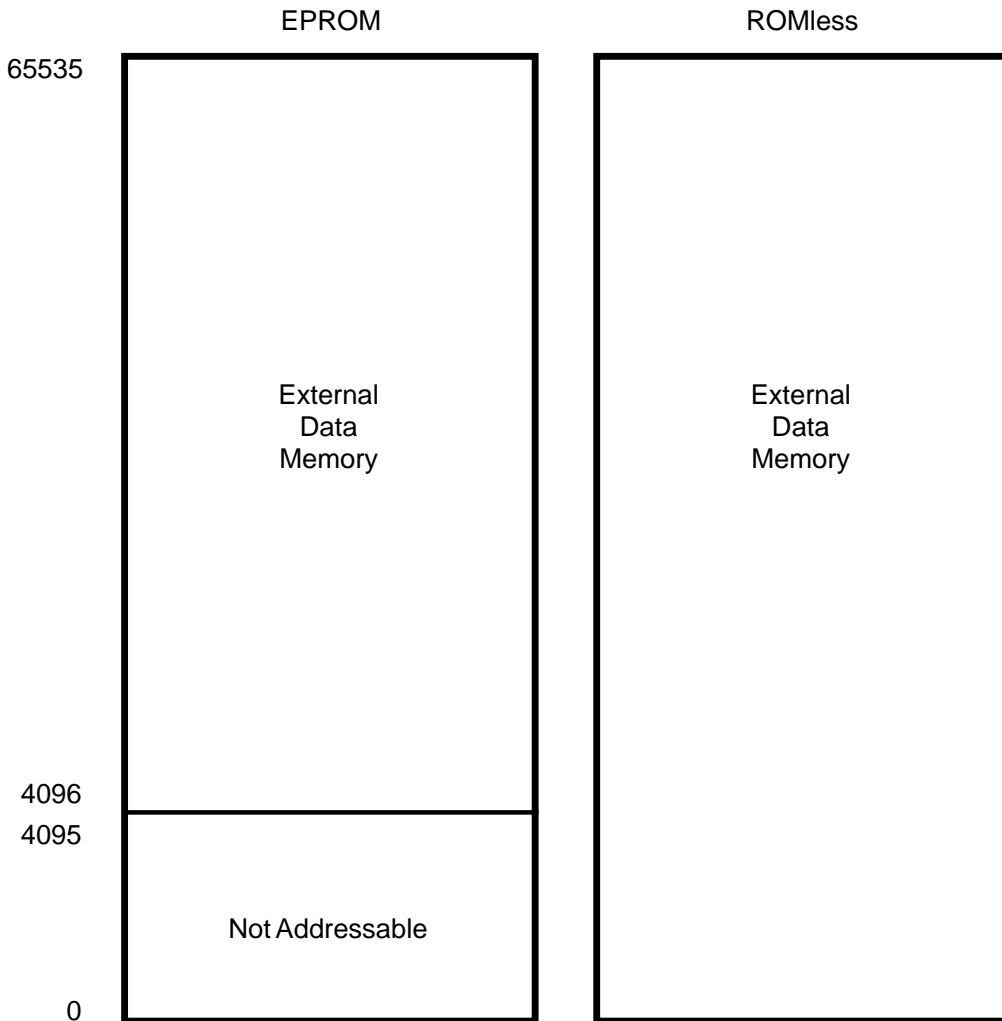 EPROM
ROMless
65535
External
Data
Memory
External
Data
Memory
4096
4095
Not Addressable
0